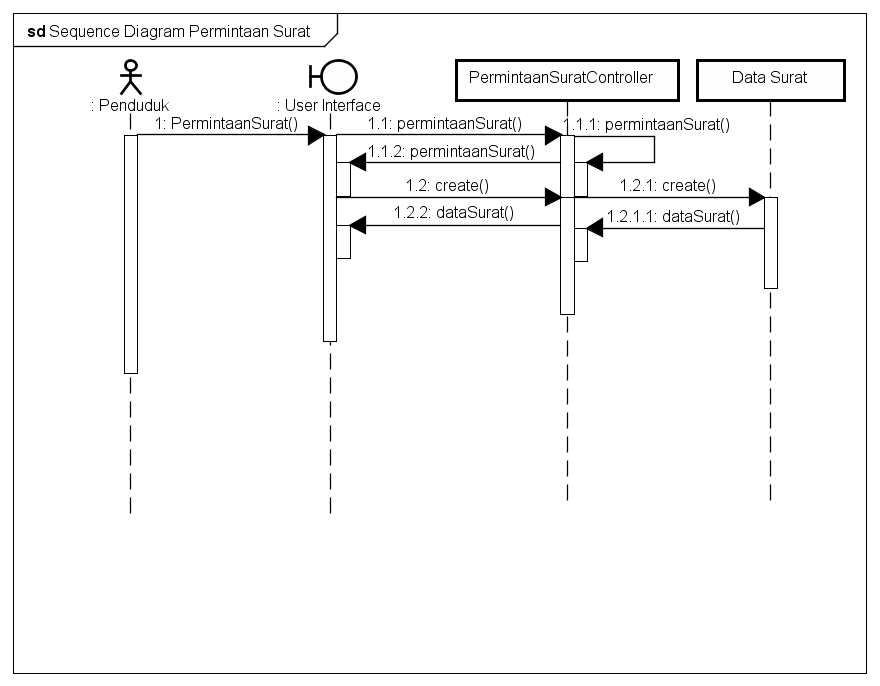 sd Sequence Diagram Permintaan Surat
PermintaanSuratController
Data Surat
: Penduduk
: User Interface
1: PermintaanSurat()
1.1: permintaanSurat()
1.1.1: permintaanSurat()
1.1.2: permintaanSurat()
1.2: create()
1.2.1: create()
1.2.2: dataSurat()
1.2.1.1: dataSurat()